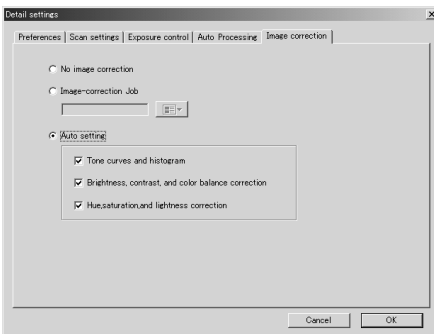 Detail settings
Preferences Scan settings Exposure control Auto Processing Image correction
No image correction
Image-correction Job
Auto setting
Tone curves and histogram
Brightness, contrast, and color balance correction
Hue,saturation,and lightness correction
Cancel OK